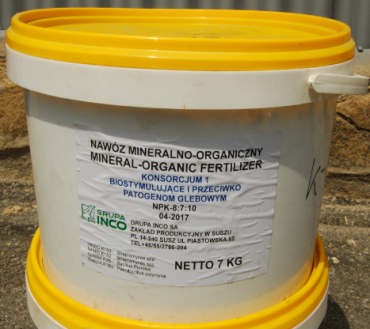 NAWÓZ MINERALNO-ORGANICZNY
MINERAL-ORGANIC FERTILIZER
KONSORCJUM 1
BIOSTYMULUJĄCE I PRZECIWKO
PATOGENOM GLEBOWYM
NPK-8:7:10
04-2017
GRUPA
INCO
GRUPA INCO SA
ZAKŁAD PRODUKCYJNY W SUSZU
PL 14-240 SUSZ UL PIASTOWSKA
NETTO 7 KG
K